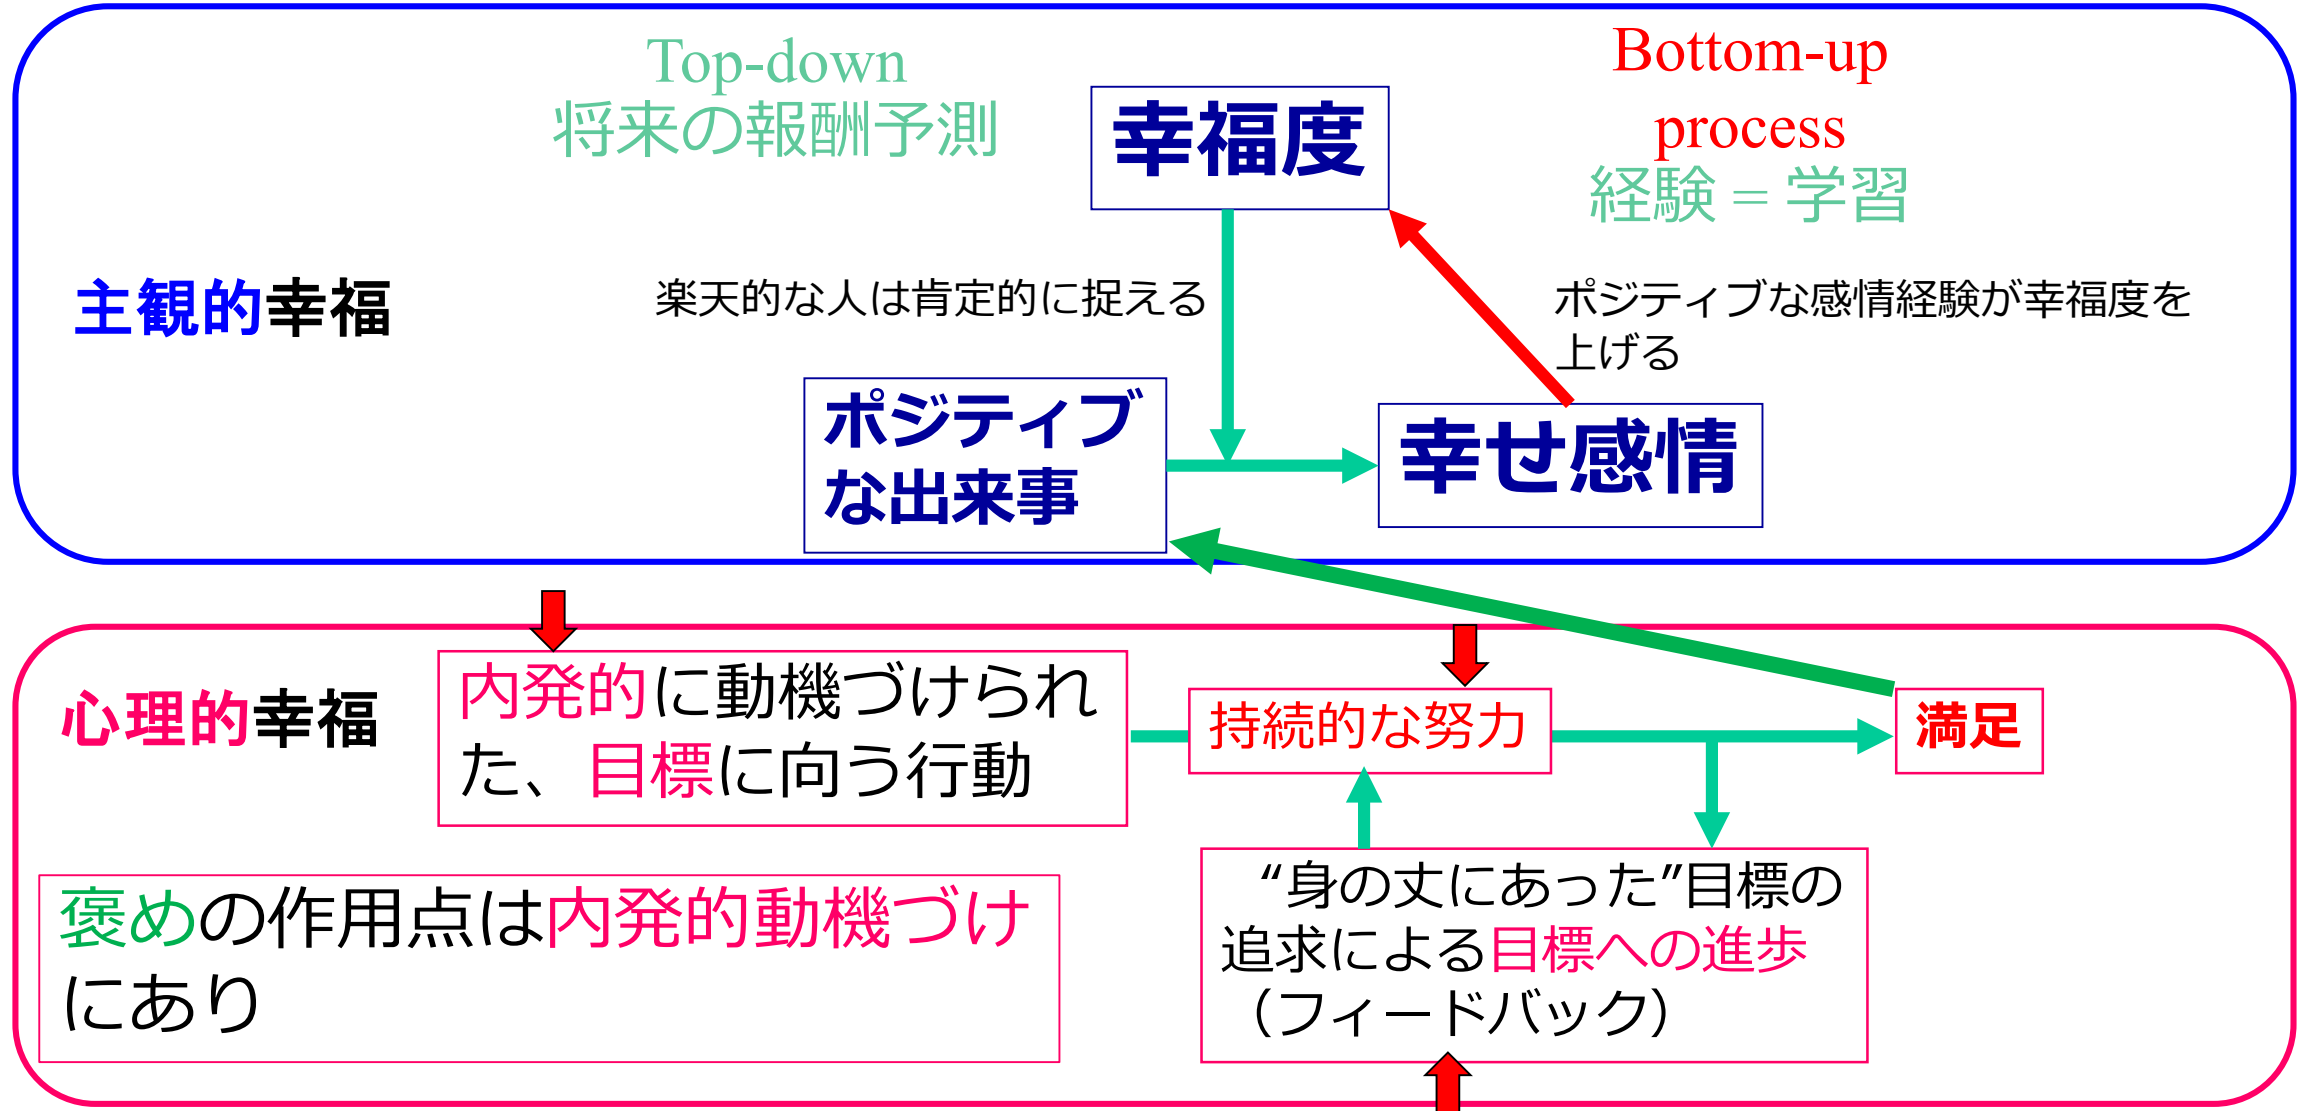 Top-down
将来の報酬予測
幸福度
Bottom-up
process
経験 = 学習
主観的幸福
楽天的な人は肯定的に捉える
ポジティブな感情経験が幸福度を
上げる
ポジティブ
な出来事
幸せ感情
心理的幸福
内発的に動機づけられ
た、目標に向う行動
持続的な努力
満足
褒めの作用点は内発的動機づけ
にあり
“身の丈にあった”目標の
追求による目標への進歩
（フィードバック）